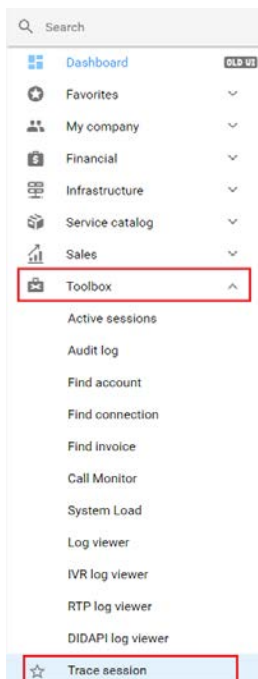 Search
Dashboard OLD UI
Favorites
My company
Financial
Infrastructure
Service catalog
Sales
Toolbox
Active sessions
Audit log
Find account
Find connection
Find invoice
Call Monitor
System Load
Log viewer
IVR log viewer
RTP log viewer
DIDAPI log viewer
Trace session